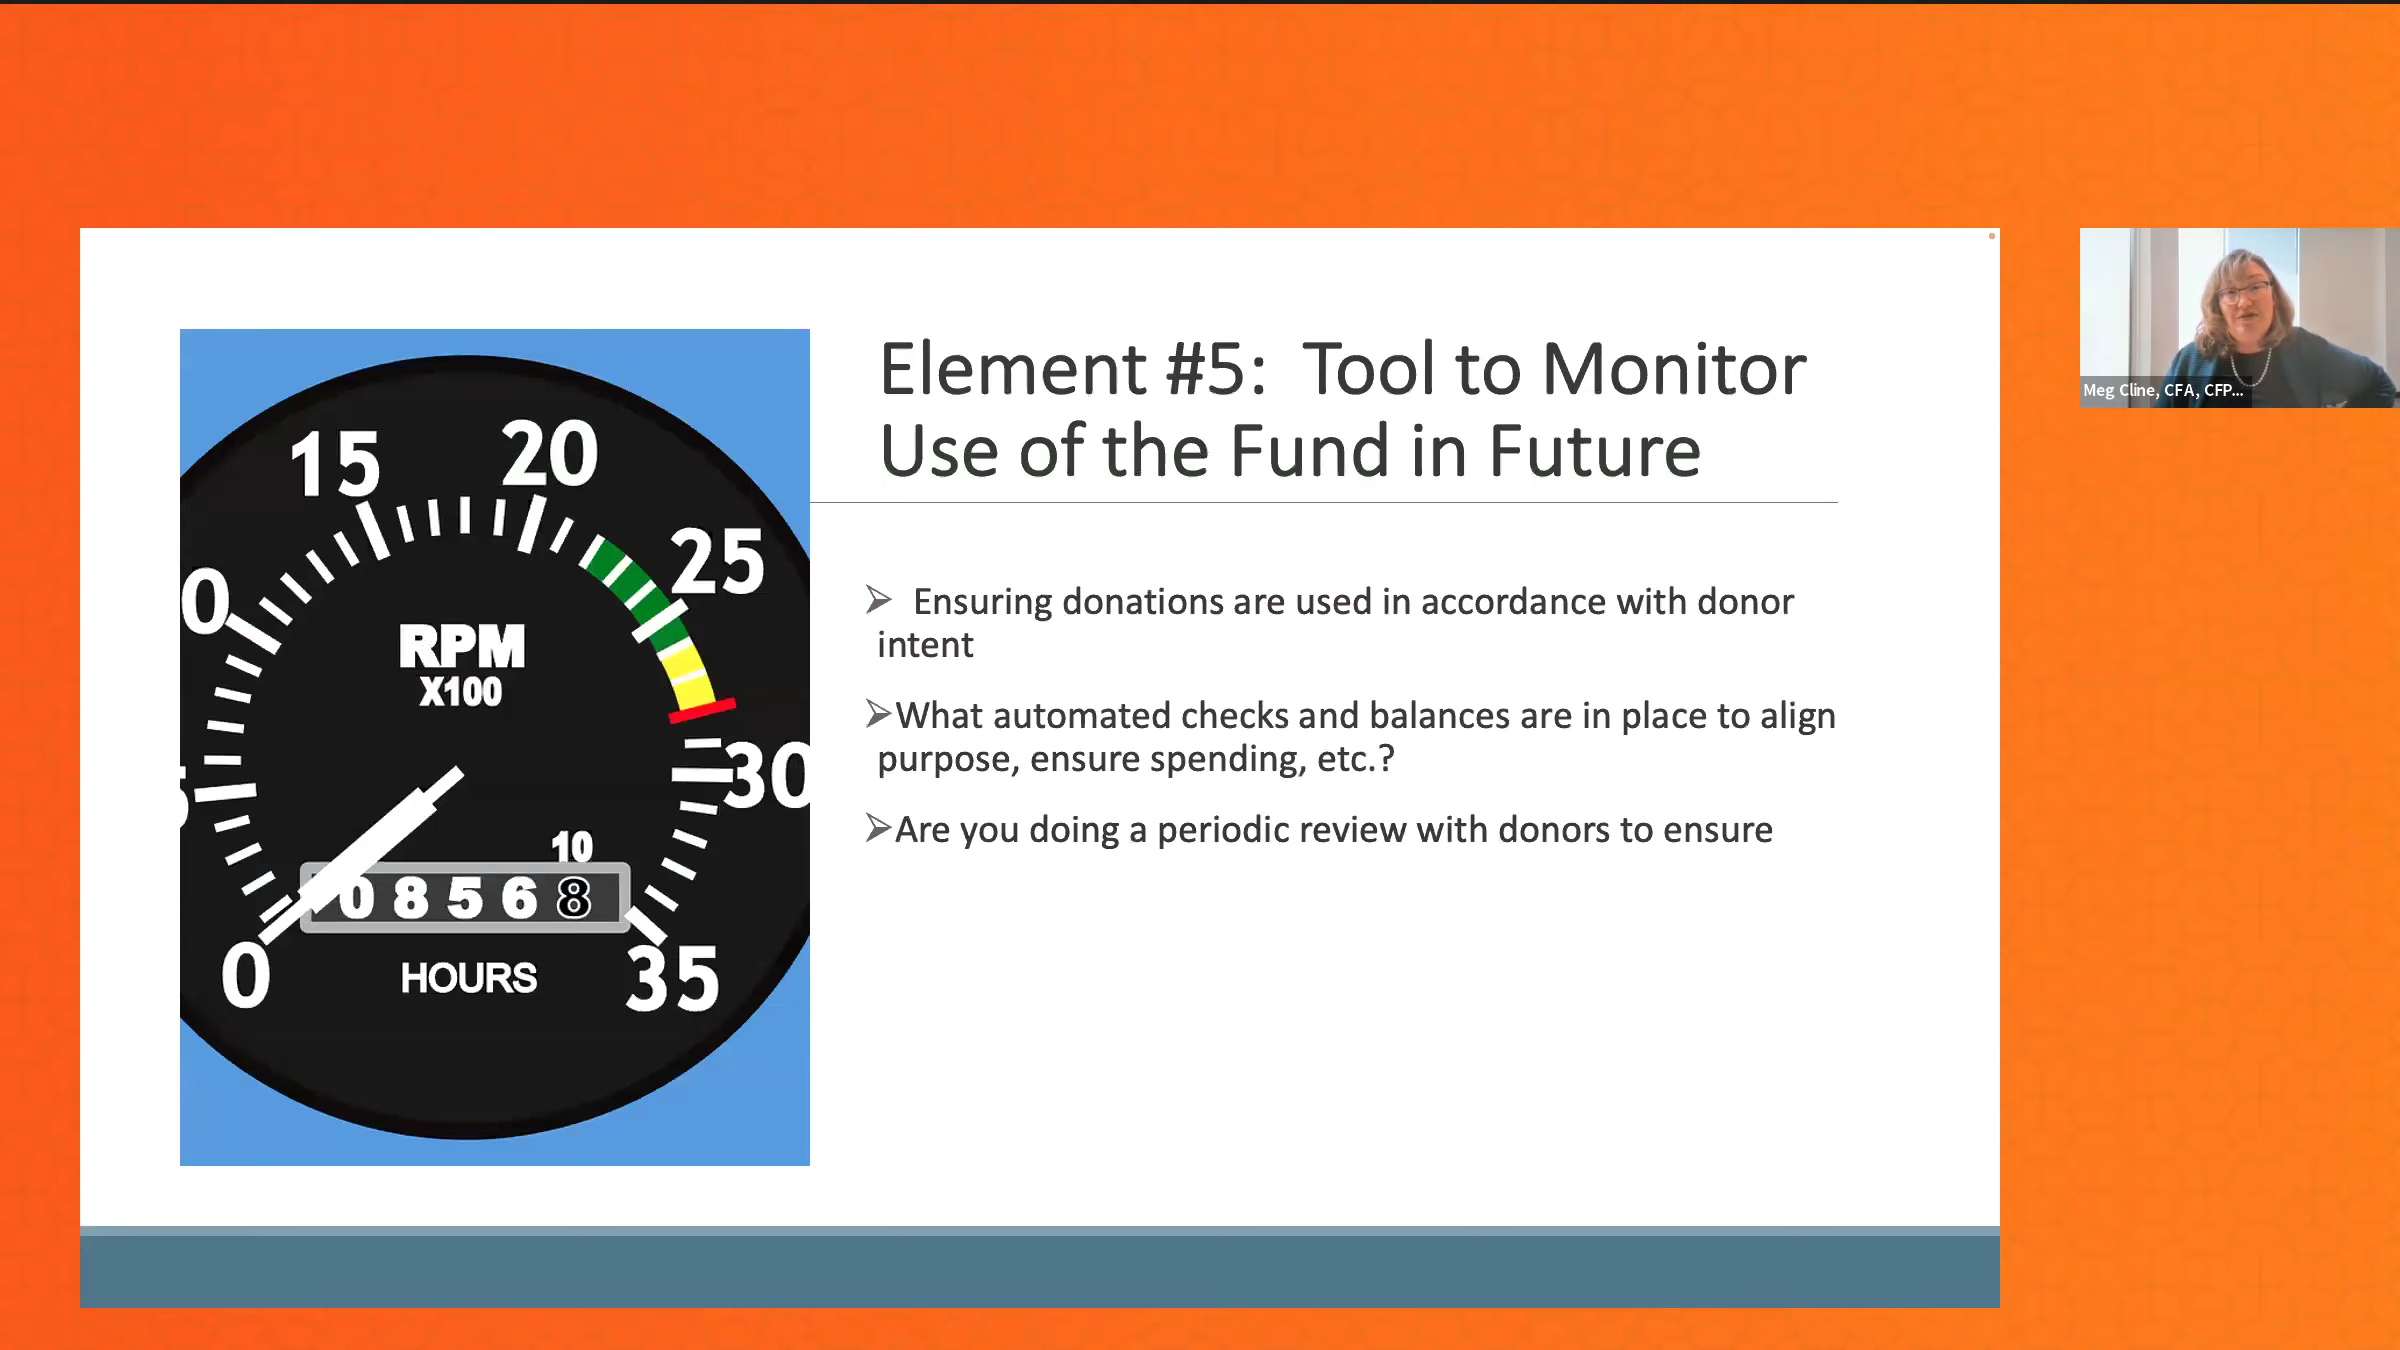 Element #5:  Tool to Monitor
Use of the Fund in Future
Ensuring donations are used in accordance with donor
intent
What automated checks and balances are in place to align
purpose, ensure spending, etc.?
Are you doing a periodic review with donors to ensure
15
20
25
0
RPM
X100
5
30
10
0 8 5 6 8
0
HOURS
35
Meg Cline, CFA, CFP...